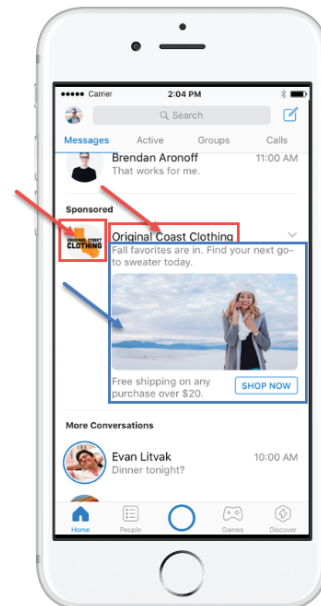 Carrier 2:04 PM
Search
Messages Active Groups Calls
Brendan Aronoff 11:00 AM
That works for me.
Sponsored
ORIGINAL COAST
CLOTHING
Original Coast Clothing
Fall favorites are in. Find your next go-
to sweater today.
Free shipping on any
purchase over $20.
SHOP NOW
More Conversations
Evan Litvak 10:00 AM
Dinner tonight?
Home People Games Discover